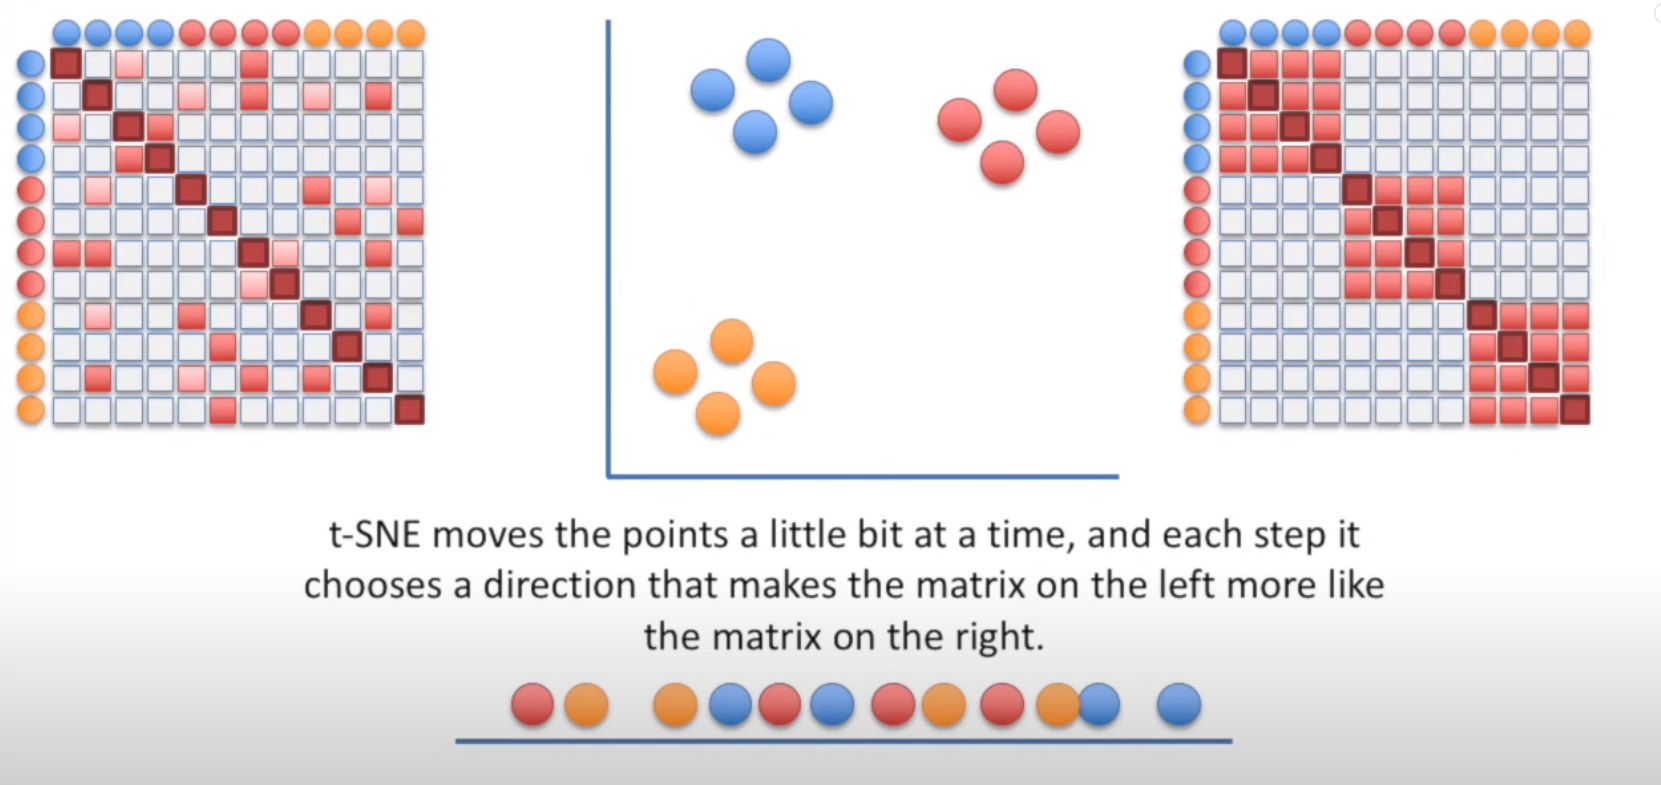 t-SNE moves the points a little bit at a time, and each step it
chooses a direction that makes the matrix on the left more like
the matrix on the right.